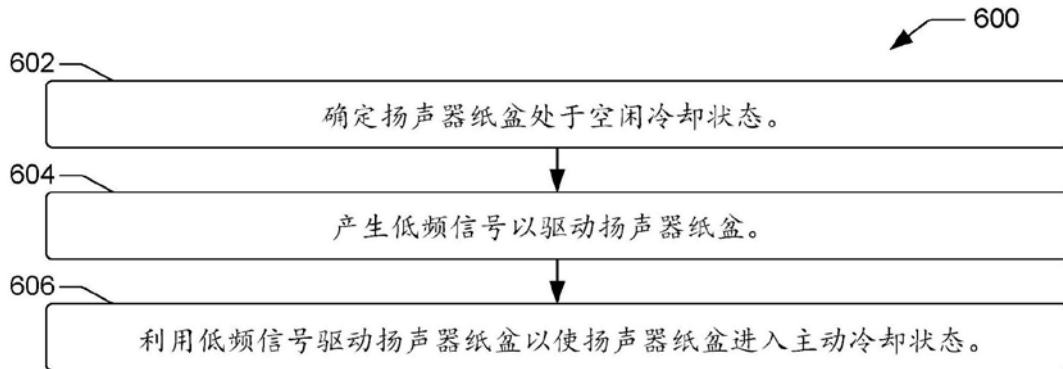 600
602
确定扬声器纸盆处于空闲冷却状态。
604
产生低频信号以驱动扬声器纸盆。
606
利用低频信号驱动扬声器纸盆以使扬声器纸盆进入主动冷却状态。